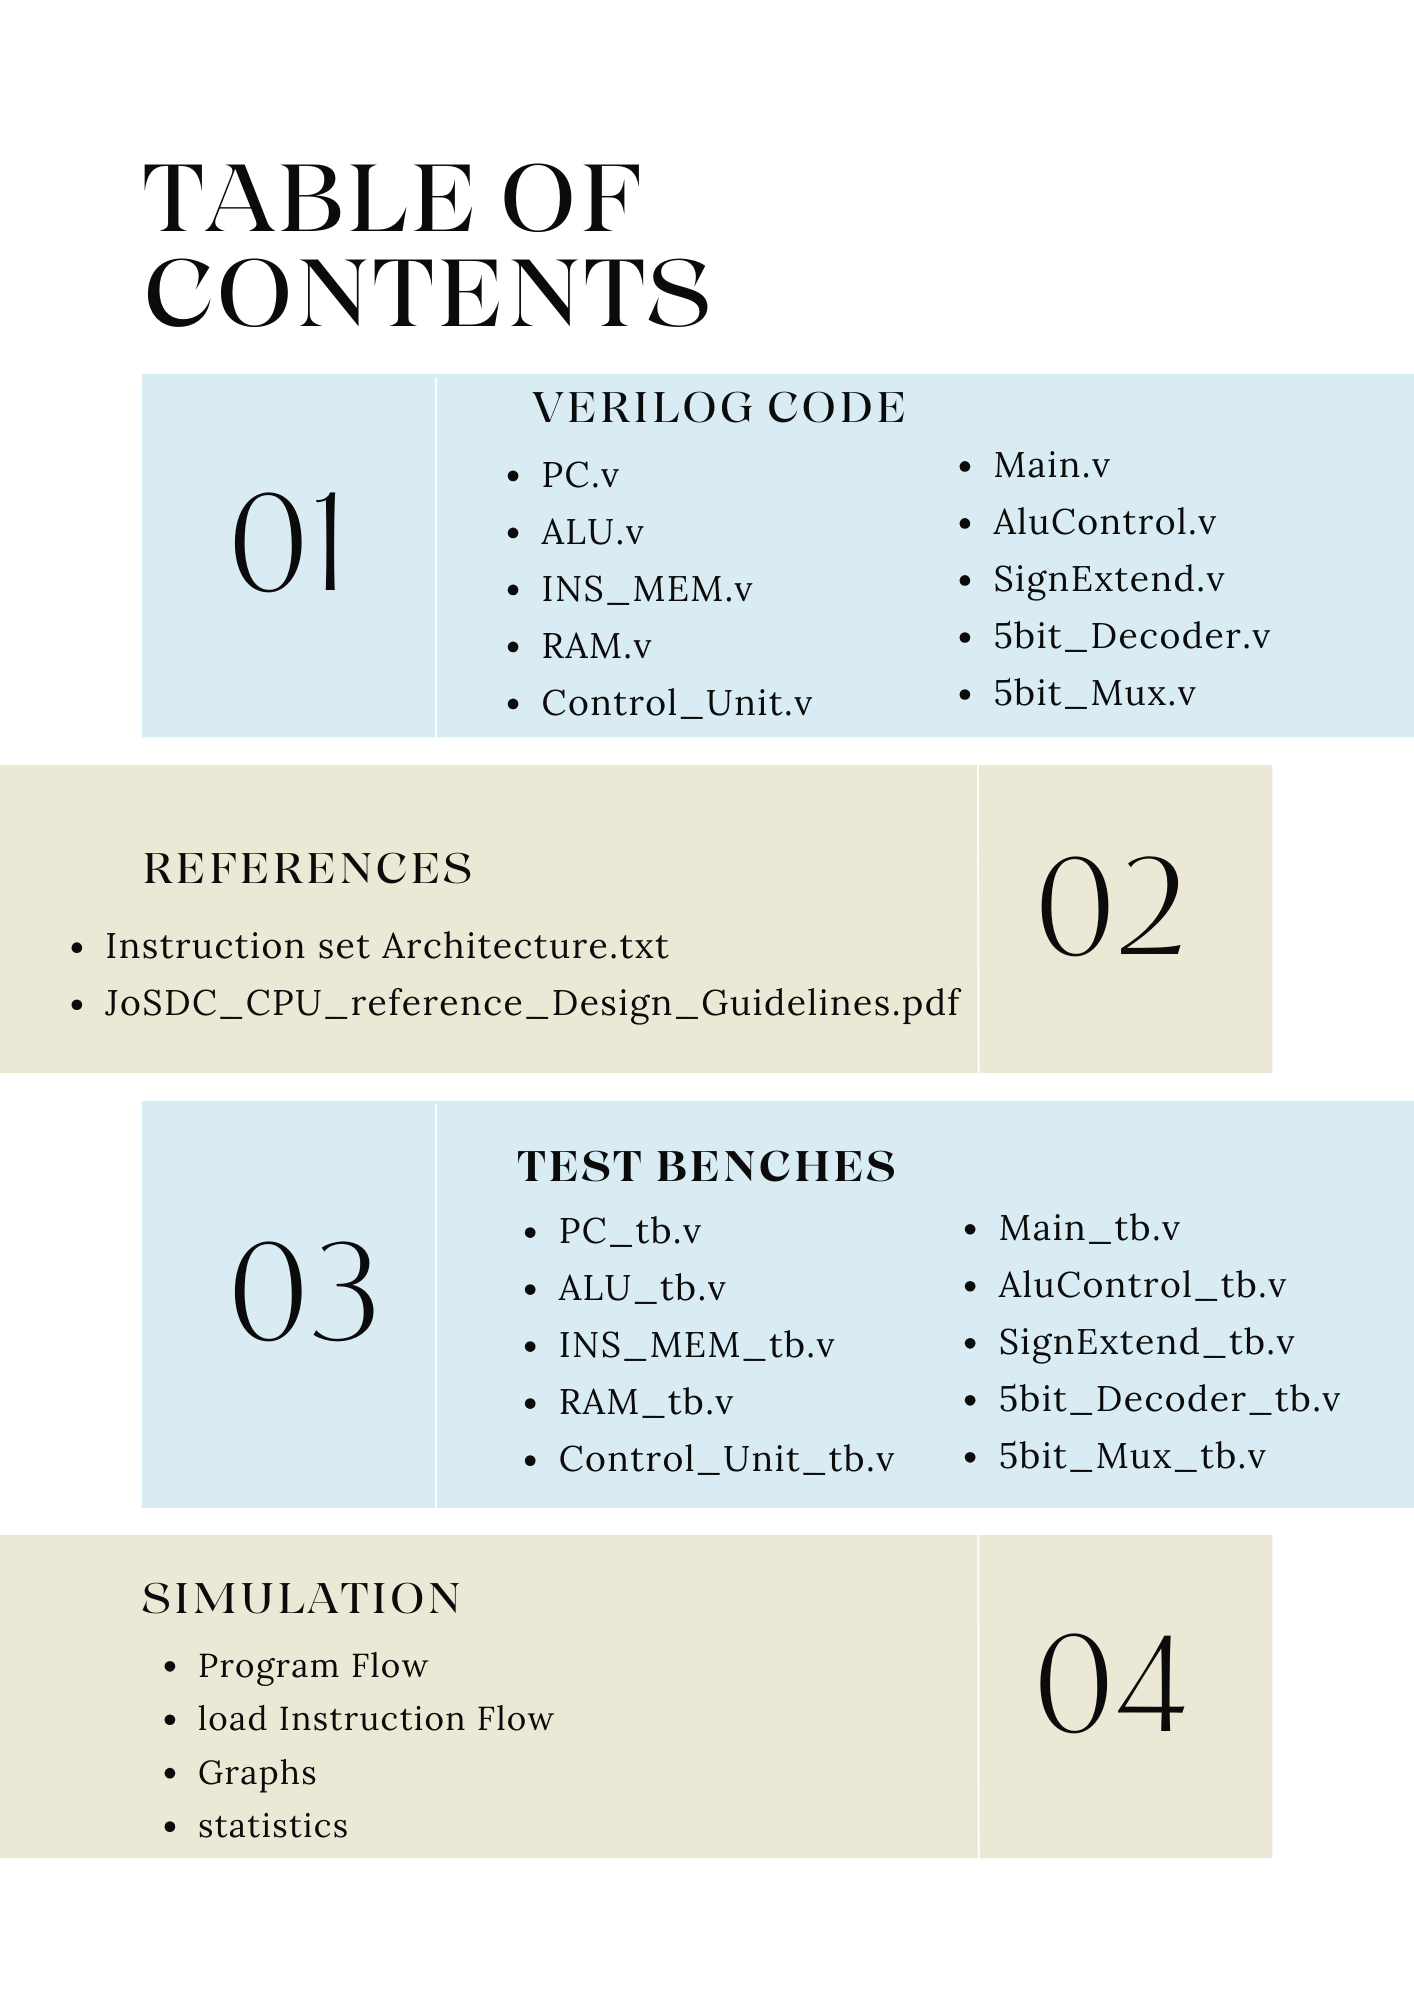 TABLE OF
CONTENTS
01
VERILOG CODE
• PC.v
• ALU.v
• INS_MEM.v
• RAM.v
• Control_Unit.v
• Main.v
• AluControl.v
• SignExtend.v
• 5bit_Decoder.v
• 5bit_Mux.v
REFERENCES
• Instruction set Architecture.txt
• JoSDC_CPU_reference_Design_Guidelines.pdf
02
03
TEST BENCHES
• PC_tb.v
• ALU_tb.v
• INS_MEM_tb.v
• RAM_tb.v
• Control_Unit_tb.v
• Main_tb.v
• AluControl_tb.v
• SignExtend_tb.v
• 5bit_Decoder_tb.v
• 5bit_Mux_tb.v
SIMULATION
• Program Flow
• load Instruction Flow
• Graphs
• statistics
04